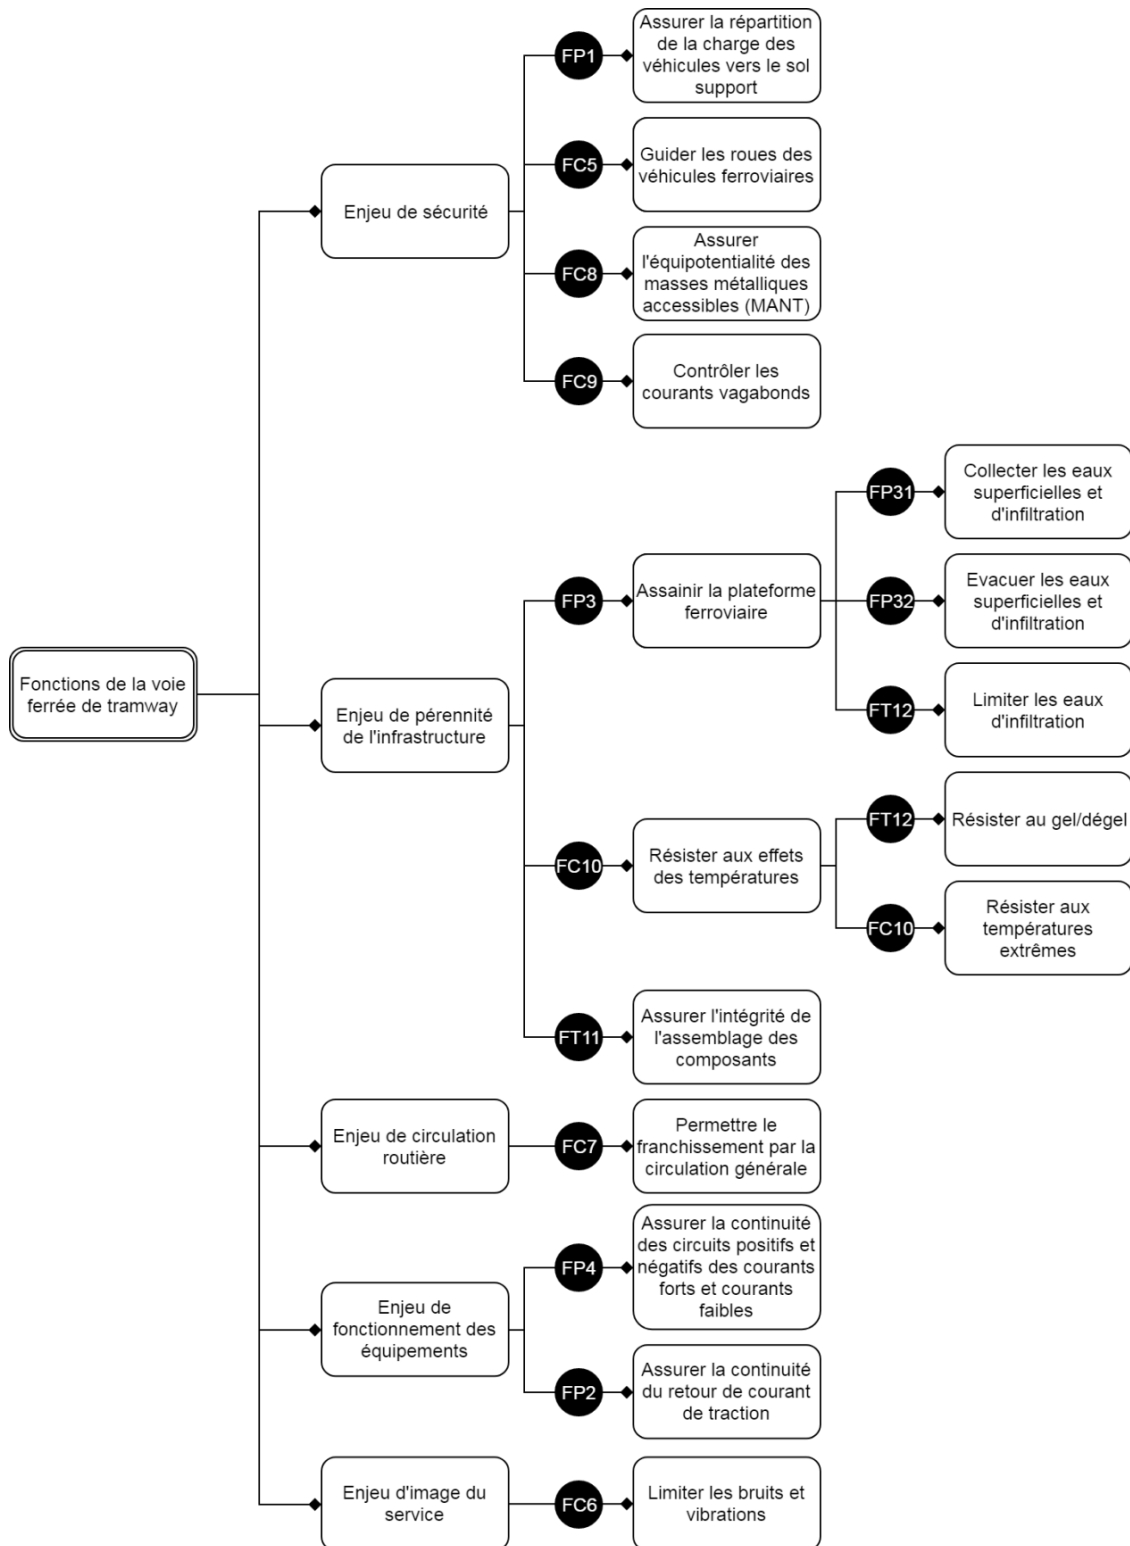 Fonctions de la voie
ferrée de tramway
Enjeu de sécurité
FP1
Assurer la répartition
de la charge des
véhicules vers le sol
support
FC5
Guider les roues des
véhicules ferroviaires
FC8
Assurer
l'équipotentialité des
masses métalliques
accessibles (MANT)
FC9
Contrôler les
courants vagabonds
Enjeu de pérennité
de l'infrastructure
FP3
Assainir la plateforme
ferroviaire
FP31
Collecter les eaux
superficielles et
d'infiltration
FP32
Evacuer les eaux
superficielles et
d'infiltration
FT12
Limiter les eaux
d'infiltration
FC10
Résister aux effets
des températures
FT12
Résister au gel/dégel
FC10
Résister aux
températures
extrêmes
FT11
Assurer l'intégrité de
l'assemblage des
composants
Enjeu de circulation
routière
FC7
Permettre le
franchissement par la
circulation générale
Enjeu de
fonctionnement des
équipements
FP4
Assurer la continuité
des circuits positifs et
négatifs des courants
forts et courants
faibles
FP2
Assurer la continuité
du retour de courant
de traction
Enjeu d'image du
service
FC6
Limiter les bruits et
vibrations